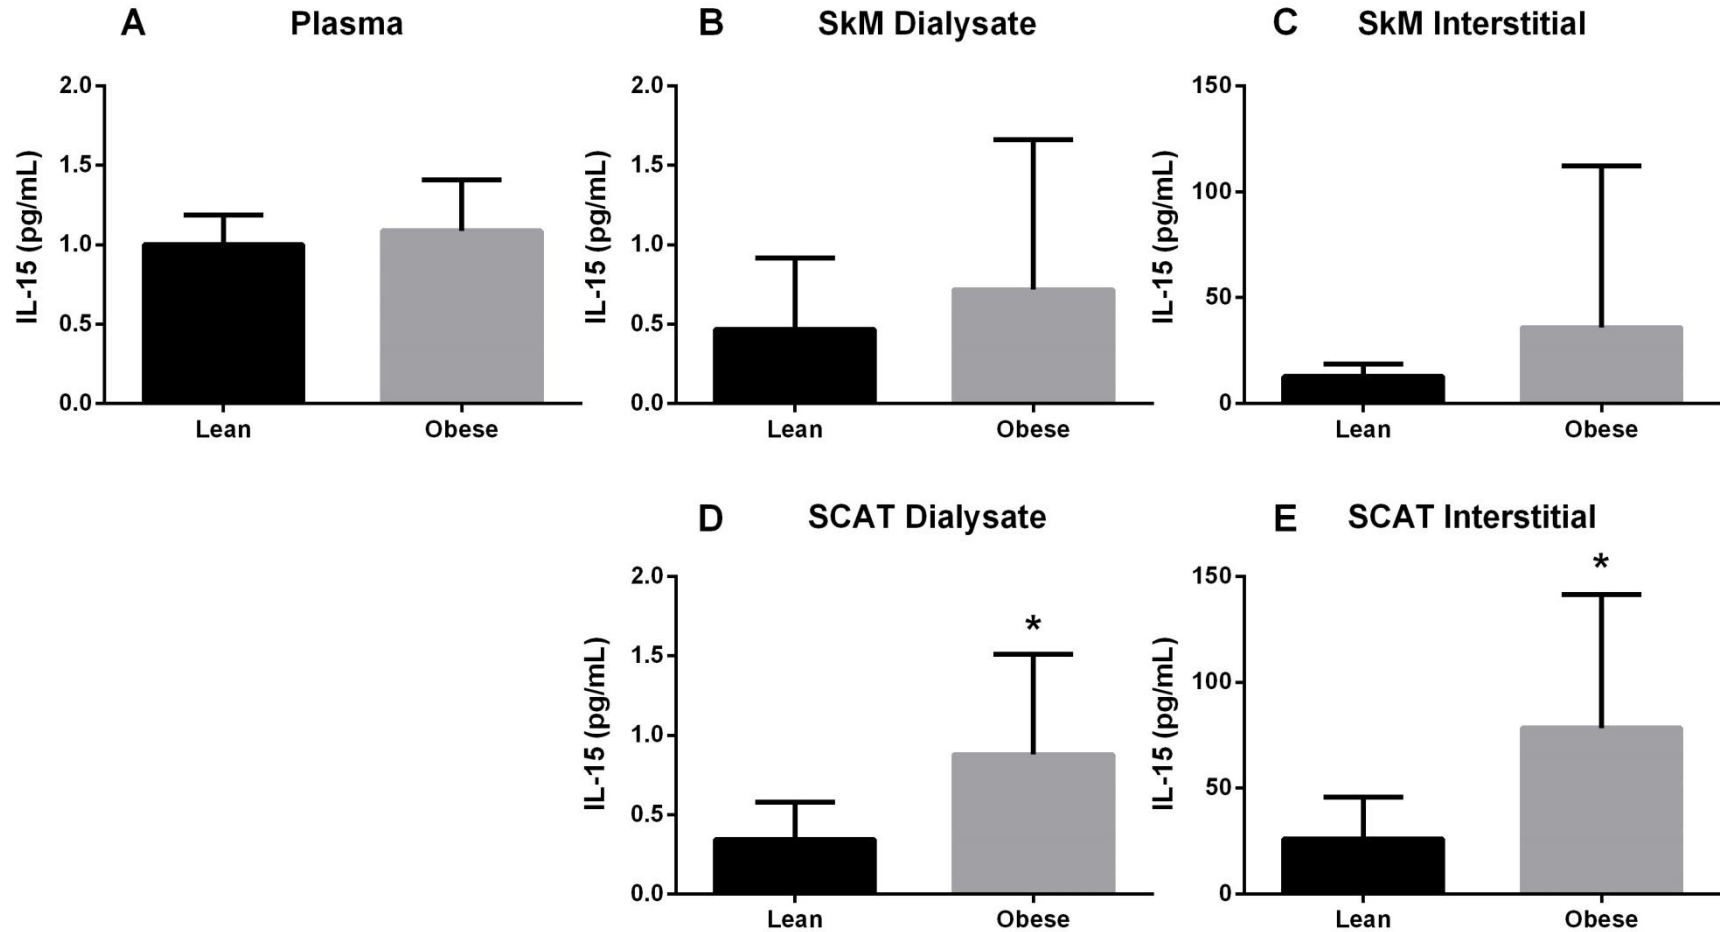 A Plasma
IL-15 (pg/mL)
2.0
1.5
1.0
0.5
0.0
Lean Obese
B SkM Dialysate
IL-15 (pg/mL)
2.0
1.5
1.0
0.5
0.0
Lean Obese
C SkM Interstitial
IL-15 (pg/mL)
150
100
50
0
Lean Obese
D SCAT Dialysate
IL-15 (pg/mL)
2.0
1.5
1.0
0.5
0.0
*
Lean Obese
E SCAT Interstitial
IL-15 (pg/mL)
150
100
50
0
*
Lean Obese